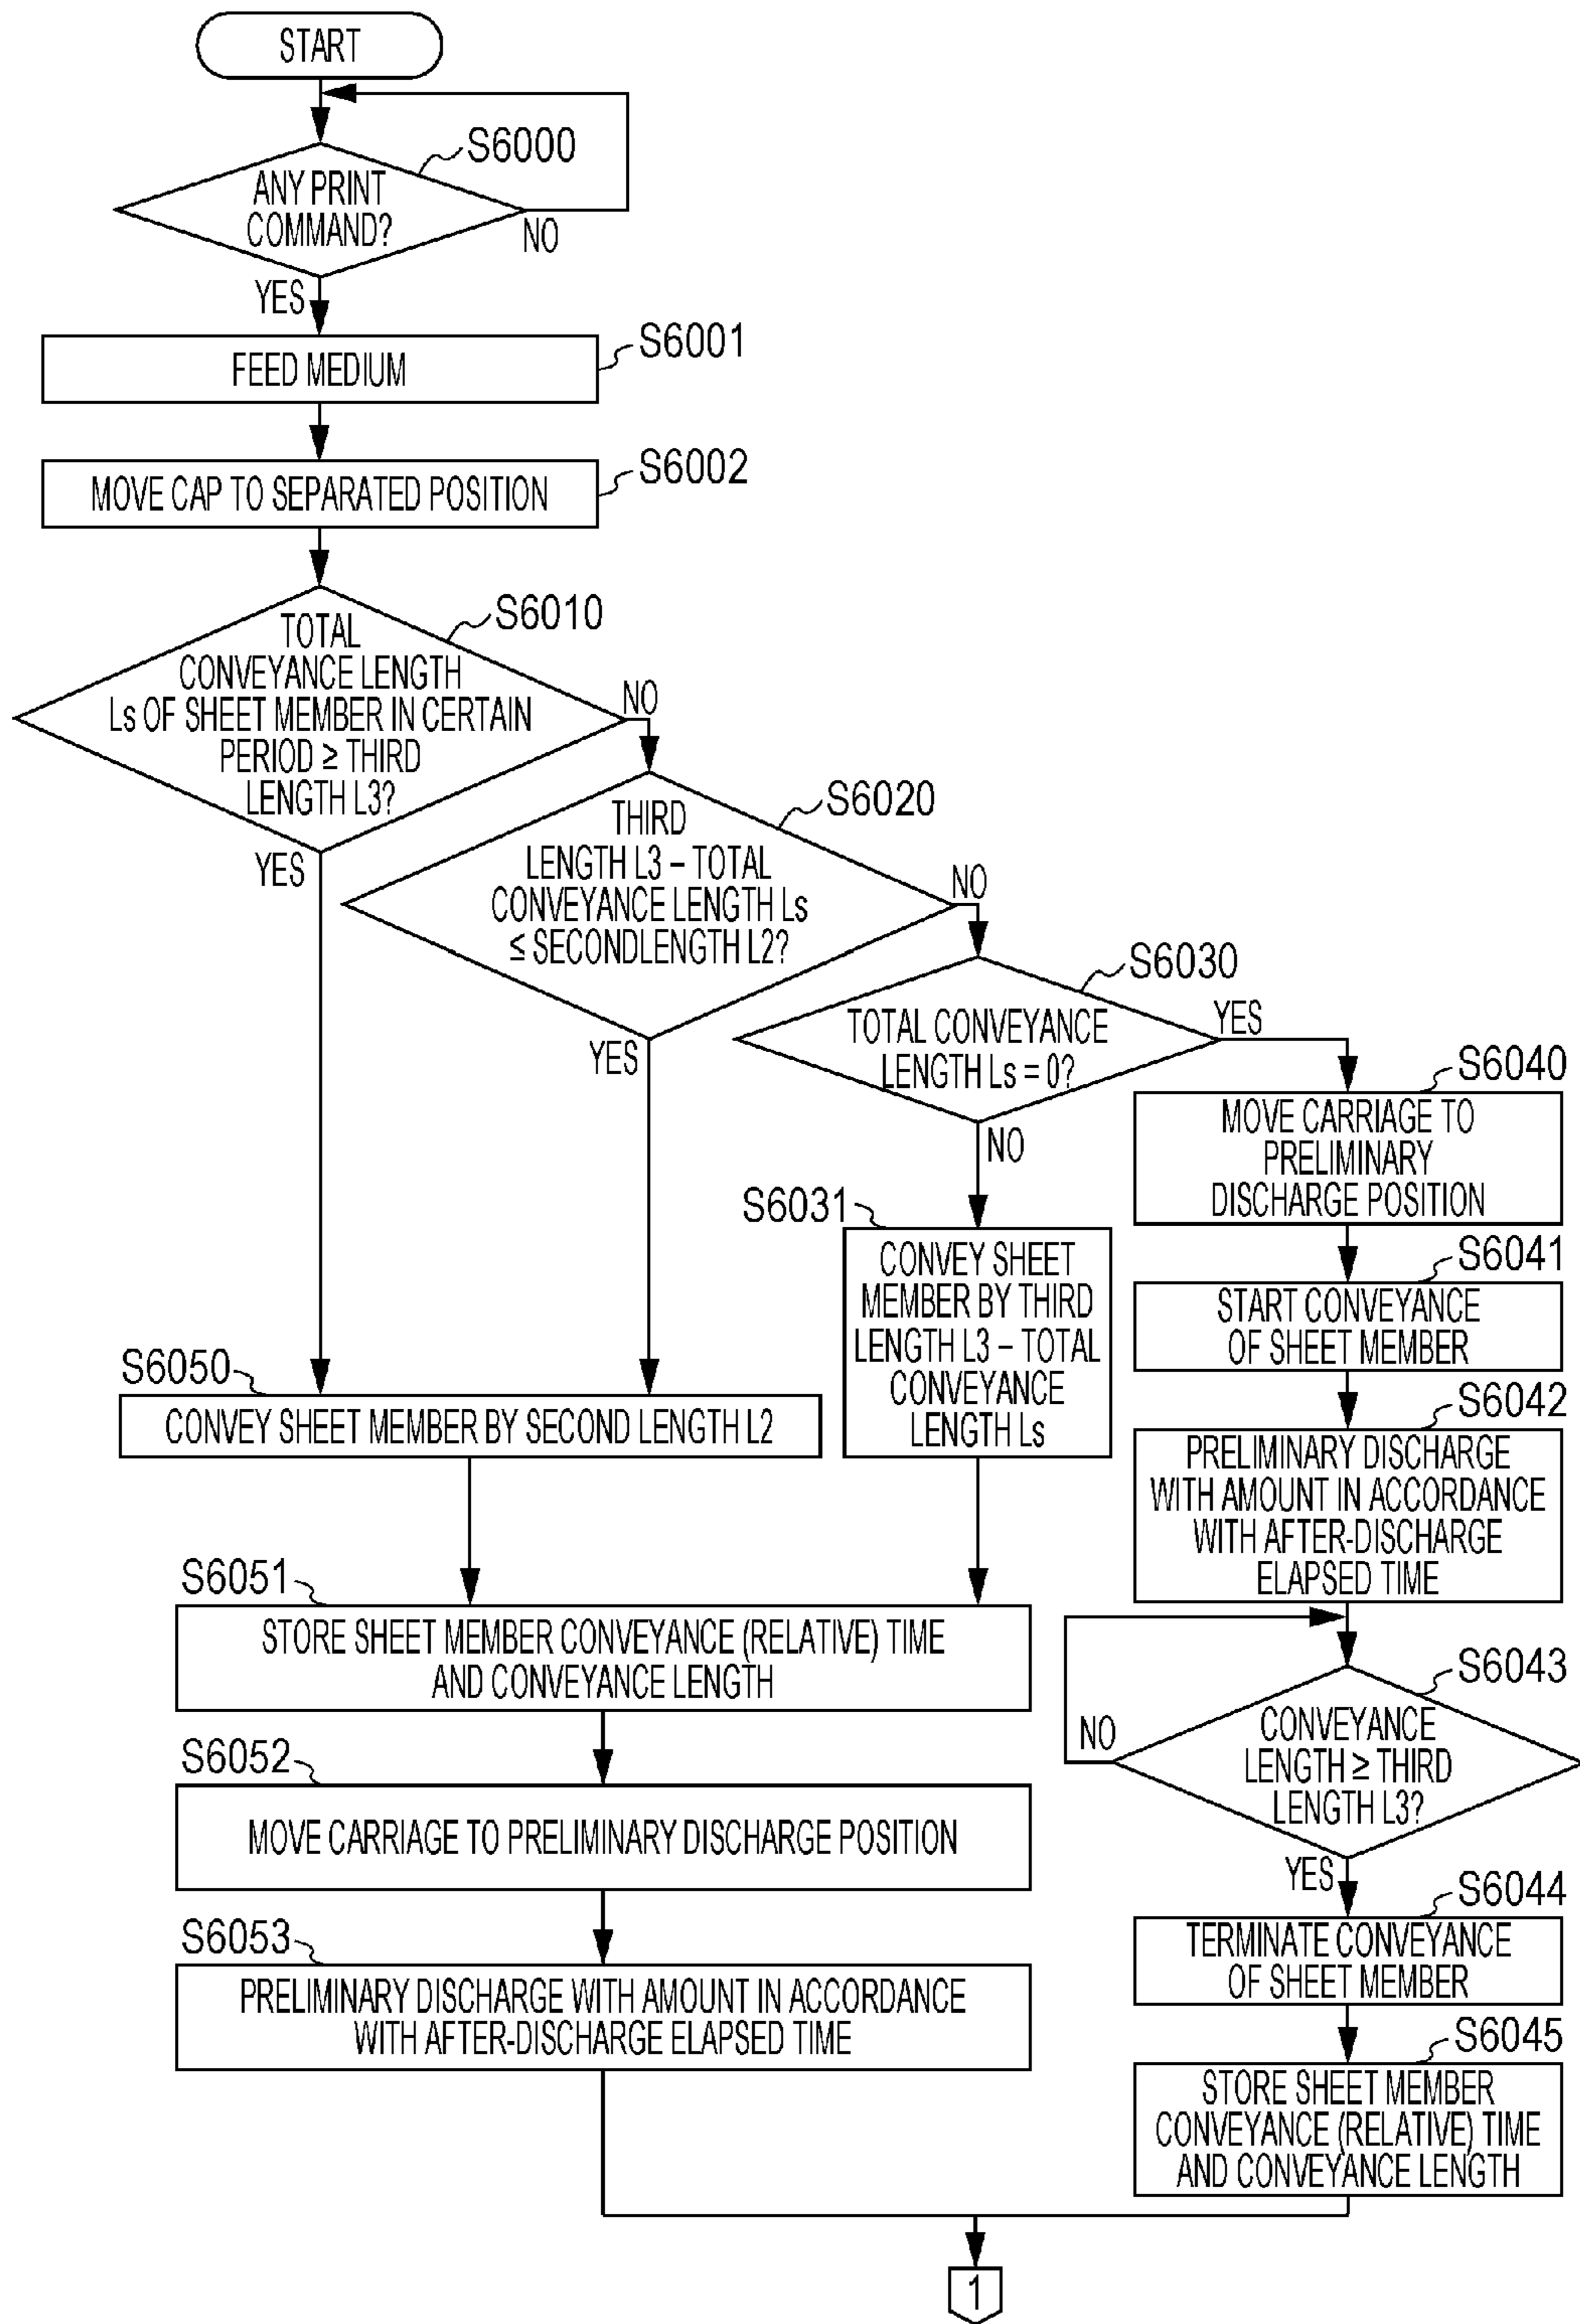 START
S6000
ANY PRINT
COMMAND?
NO
YES
S6001
FEED MEDIUM
S6002
MOVE CAP TO SEPARATED POSITION
S6010
TOTAL
CONVEYANCE LENGTH
Ls OF SHEET MEMBER IN CERTAIN
PERIOD ≥ THIRD
LENGTH L3?
NO
YES
S6020
THIRD
LENGTH L3 – TOTAL
CONVEYANCE LENGTH Ls
≤ SECONDLENGTH L2?
NO
YES
S6030
TOTAL CONVEYANCE
LENGTH Ls = 0?
YES
NO
S6040
MOVE CARRIAGE TO
PRELIMINARY
DISCHARGE POSITION
S6031
CONVEY SHEET
MEMBER BY THIRD
LENGTH L3 – TOTAL
CONVEYANCE
LENGTH Ls
S6041
START CONVEYANCE
OF SHEET MEMBER
S6050
CONVEY SHEET MEMBER BY SECOND LENGTH L2
S6042
PRELIMINARY DISCHARGE
WITH AMOUNT IN ACCORDANCE
WITH AFTER-DISCHARGE
ELAPSED TIME
S6051
STORE SHEET MEMBER CONVEYANCE (RELATIVE) TIME
AND CONVEYANCE LENGTH
S6043
CONVEYANCE
LENGTH ≥ THIRD
LENGTH L3?
NO
YES
S6052
MOVE CARRIAGE TO PRELIMINARY DISCHARGE POSITION
S6044
TERMINATE CONVEYANCE
OF SHEET MEMBER
S6053
PRELIMINARY DISCHARGE WITH AMOUNT IN ACCORDANCE
WITH AFTER-DISCHARGE ELAPSED TIME
S6045
STORE SHEET MEMBER
CONVEYANCE (RELATIVE) TIME
AND CONVEYANCE LENGTH
1